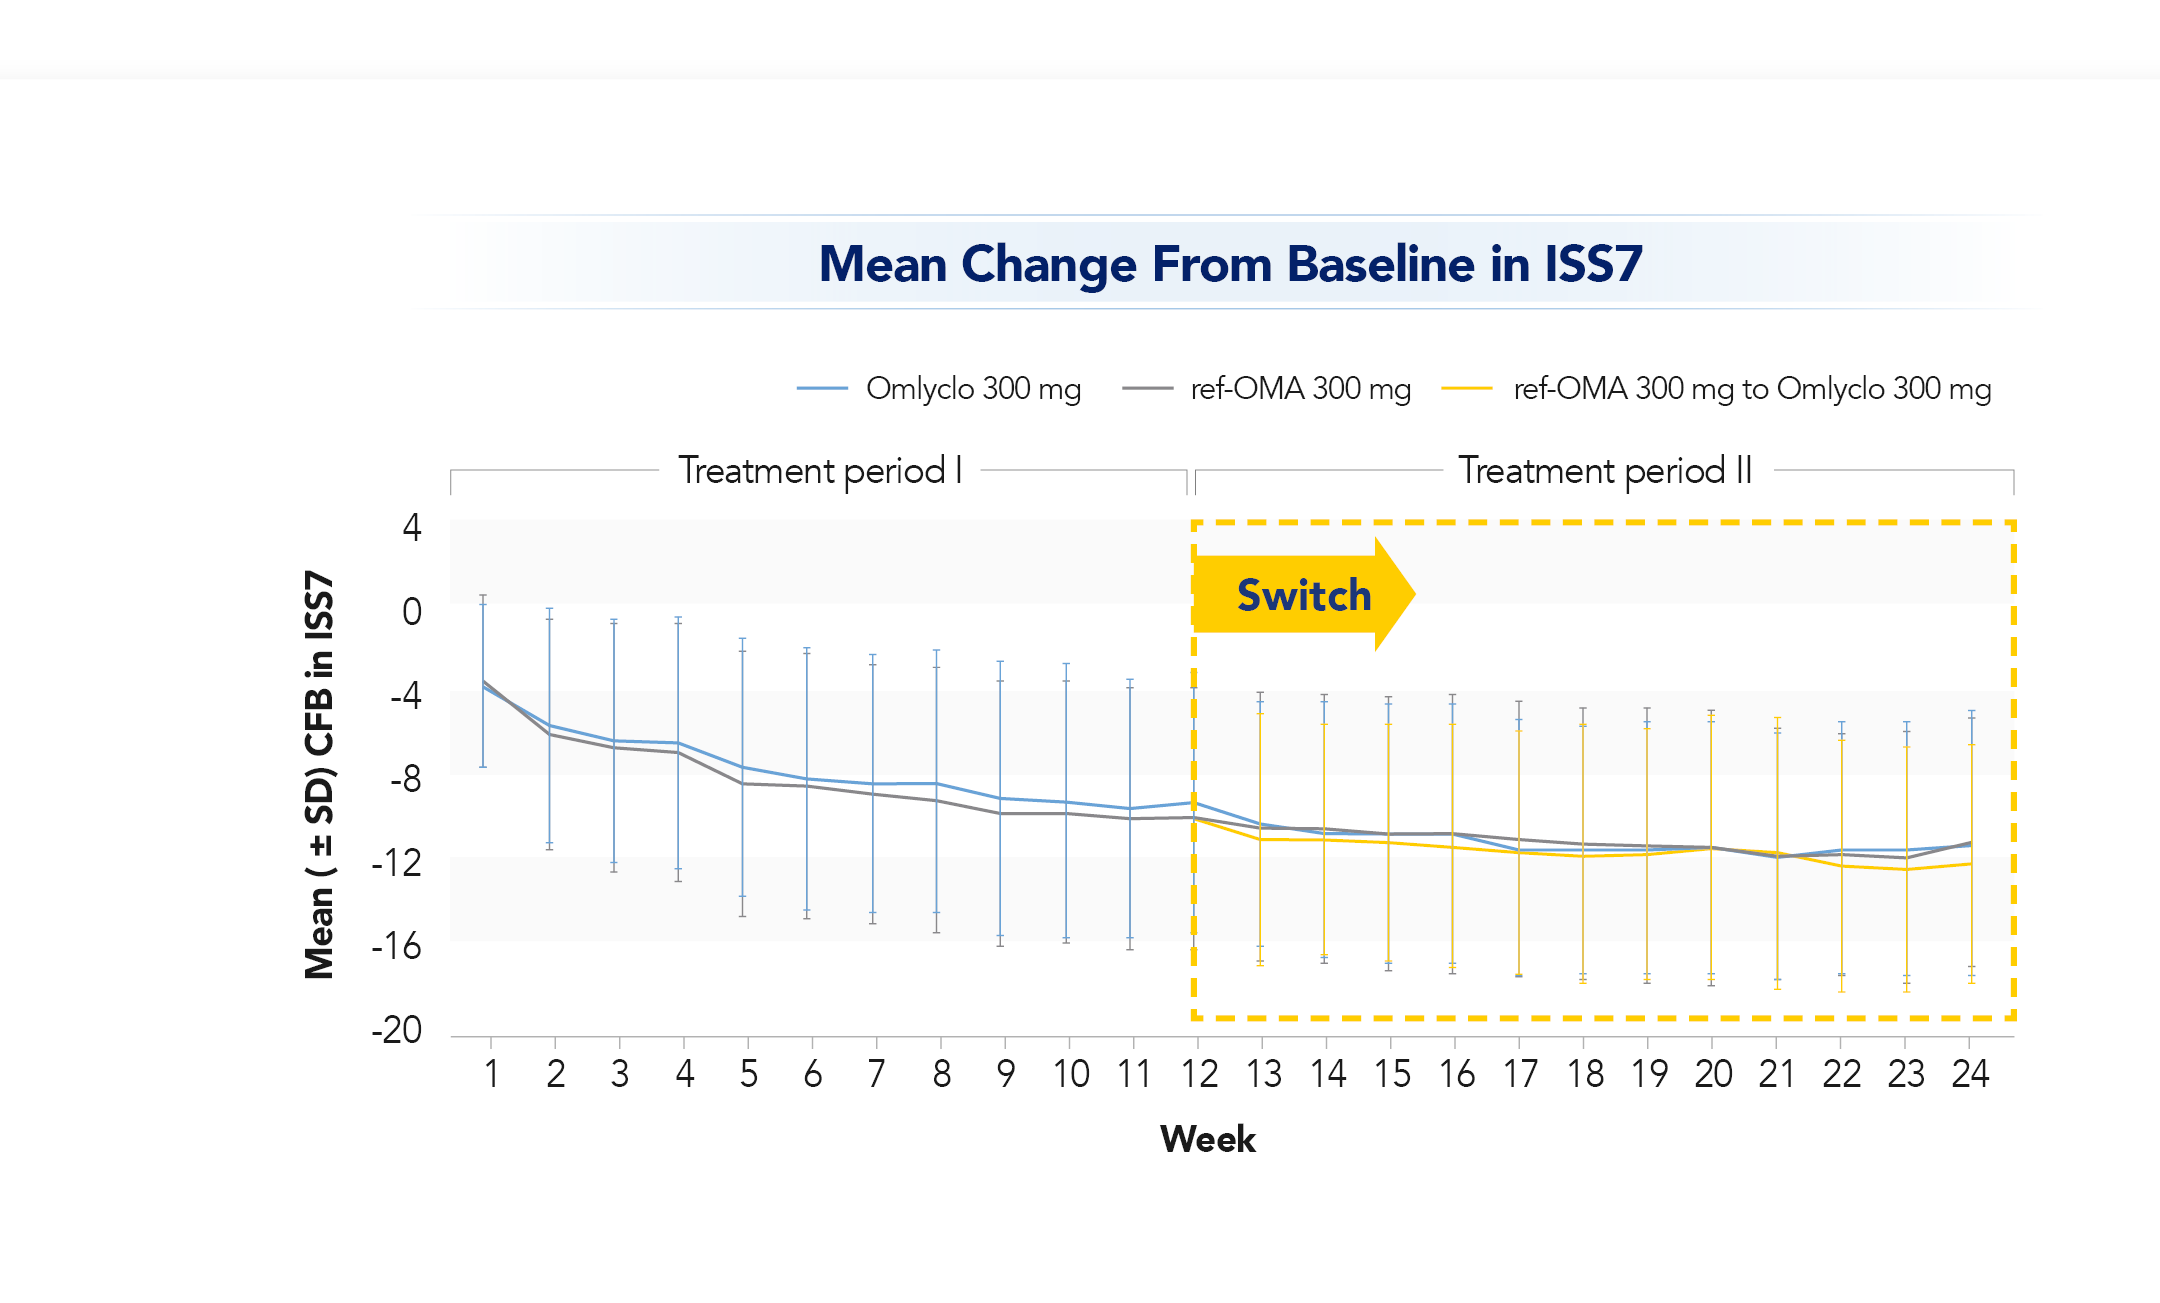 Mean Change From Baseline in ISS7
Omlyclo 300 mg
ref-OMA 300 mg
ref-OMA 300 mg to Omlyclo 300 mg
Treatment period I
Treatment period II
Switch
Mean ( ± SD) CFB in ISS7
4
0
-4
-8
-12
-16
-20
1 2 3 4 5 6 7 8 9 10 11 12 13 14 15 16 17 18 19 20 21 22 23 24
Week